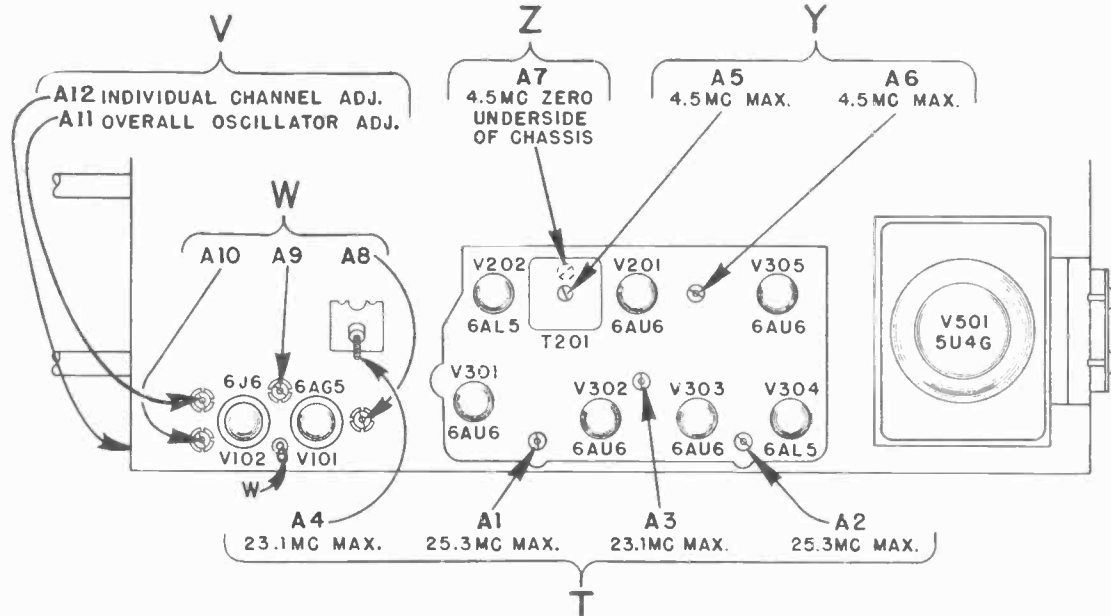 V
Z
Y
A12 INDIVIDUAL CHANNEL ADJ.
A11 OVERALL OSCILLATOR ADJ.
A7
4.5MC ZERO
UNDERSIDE
OF CHASSIS
A5
4.5MC MAX.
A6
4.5MC MAX.
W
A10
A9
A8
V202
6AL5
T201
V201
6AU6
V305
6AU6
V501
5U4G
6J6
6AG5
V102
V101
W
V301
6AU6
V302
6AU6
V303
6AU6
V304
6AL5
A4
23.1MC MAX.
A1
25.3MC MAX.
A3
23.1MC MAX.
A2
25.3MC MAX.
T